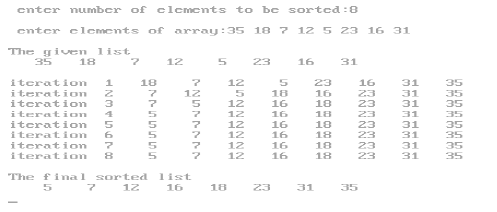 enter number of elements to be sorted:8
enter elements of array:35 18 7 12 5 23 16 31
The given list
35 18 7 12 5 23 16 31
iteration 1 18 7 12 5 23 16 31 35
iteration 2 7 12 5 18 16 23 31 35
iteration 3 7 5 12 16 18 23 31 35
iteration 4 5 7 12 16 18 23 31 35
iteration 5 5 7 12 16 18 23 31 35
iteration 6 5 7 12 16 18 23 31 35
iteration 7 5 7 12 16 18 23 31 35
iteration 8 5 7 12 16 18 23 31 35
The final sorted list
5 7 12 16 18 23 31 35